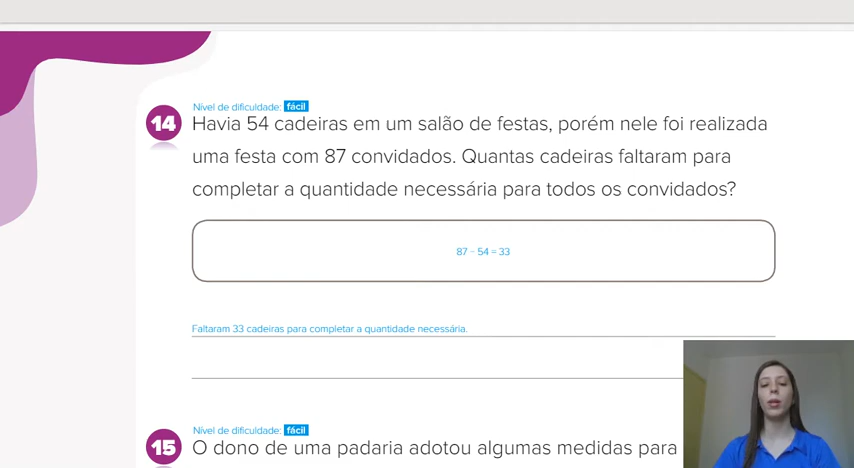 Nível de dificuldade: fácil
14 Havia 54 cadeiras em um salão de festas, porém nele foi realizada
uma festa com 87 convidados. Quantas cadeiras faltaram para
completar a quantidade necessária para todos os convidados?
87 - 54 = 33
Faltaram 33 cadeiras para completar a quantidade necessária.
Nível de dificuldade: fácil
15 O dono de uma padaria adotou algumas medidas para